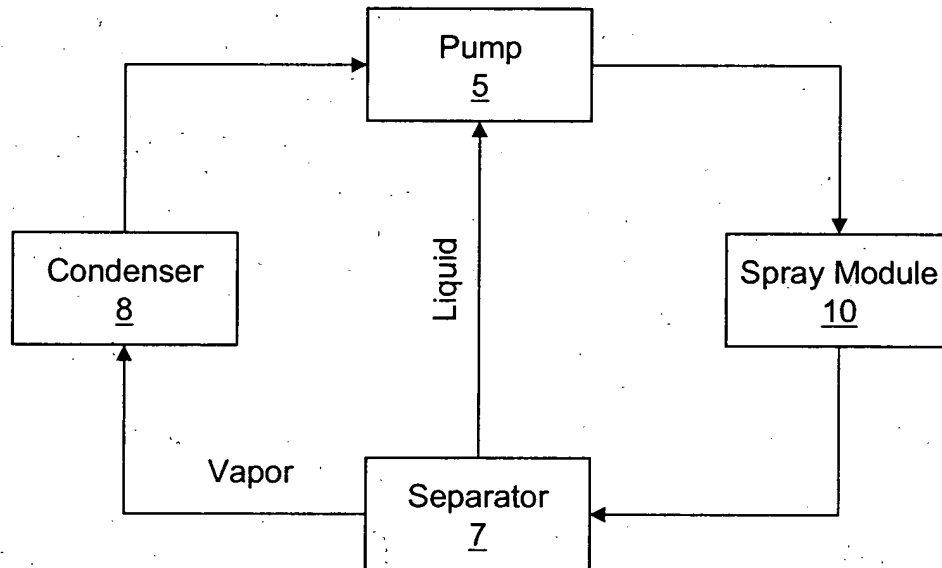 Pump
5
Condenser
8
Liquid
Spray Module
10
Vapor
Separator
7